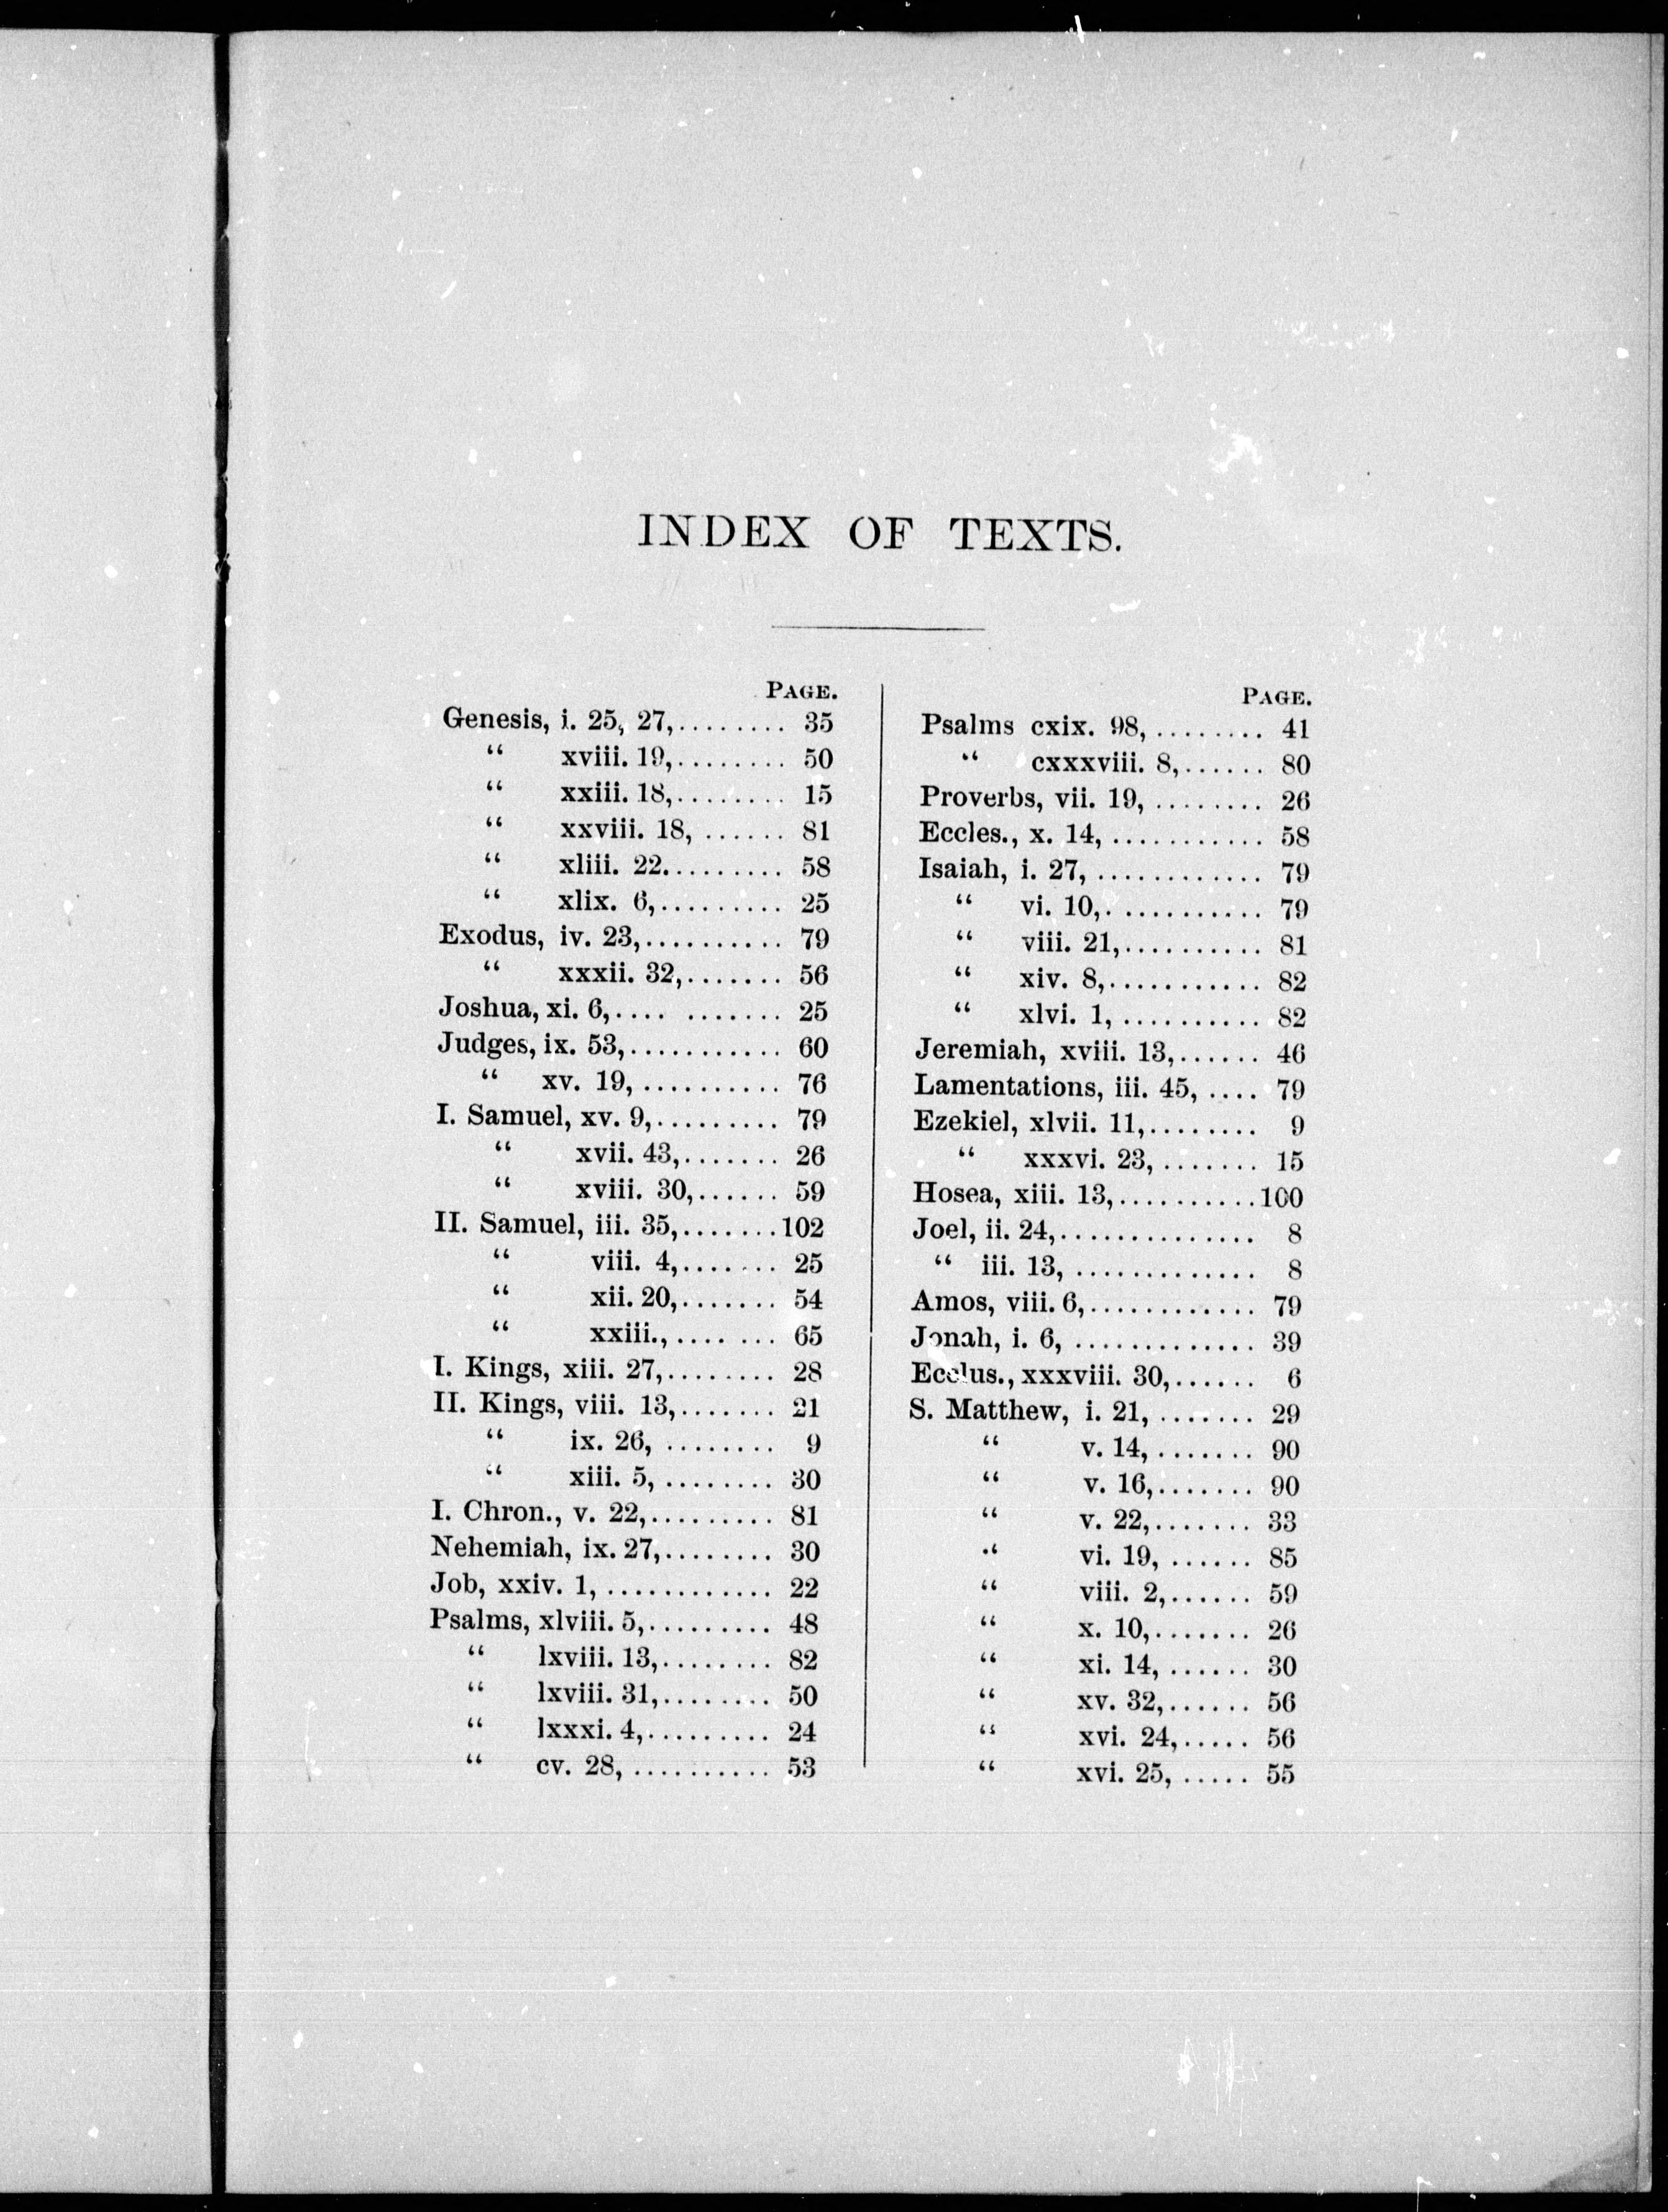 INDEX OF TEXTS.
PAGE.
Genesis, i. 25, 27,........ 35
“ xviii. 19,........ 50
“ xxiii. 18,........ 15
“ xxviii. 18, ...... 81
“ xliii. 22......... 58
“ xlix. 6,......... 25
Exodus, iv. 23,.......... 79
“ xxxii. 32,....... 56
Joshua, xi. 6,.... ....... 25
Judges, ix. 53,........... 60
“ xv. 19, .......... 76
I. Samuel, xv. 9,......... 79
“ xvii. 43,....... 26
“ xviii. 30,...... 59
II. Samuel, iii. 35,.......102
“ viii. 4,....... 25
“ xii. 20,....... 54
“ xxiii.,.... ... 65
I. Kings, xiii. 27,........ 28
II. Kings, viii. 13,....... 21
“ ix. 26, ........ 9
“ xiii. 5, ........ 30
I. Chron., v. 22,......... 81
Nehemiah, ix. 27,........ 30
Job, xxiv. 1, ............ 22
Psalms, xlviii. 5,......... 48
“ lxviii. 13,........ 82
“ lxviii. 31,........ 50
“ lxxxi. 4,......... 24
“ cv. 28, .......... 53
PAGE.
Psalms cxix. 98, ........ 41
“ cxxxviii. 8,...... 80
Proverbs, vii. 19, ........ 26
Eccles., x. 14, ........... 58
Isaiah, i. 27, ............ 79
“ vi. 10,. .......... 79
“ viii. 21,.......... 81
“ xiv. 8,........... 82
“ xlvi. 1, .......... 82
Jeremiah, xviii. 13,...... 46
Lamentations, iii. 45, .... 79
Ezekiel, xlvii. 11,........ 9
“ xxxvi. 23, ....... 15
Hosea, xiii. 13,..........100
Joel, ii. 24,.............. 8
“ iii. 13, ............. 8
Amos, viii. 6,............ 79
Jonah, i. 6, ............. 39
Ecclus., xxxviii. 30,...... 6
S. Matthew, i. 21, ....... 29
“ v. 14, ....... 90
“ v. 16,....... 90
“ v. 22,....... 33
“ vi. 19, ...... 85
“ viii. 2,...... 59
“ x. 10,....... 26
“ xi. 14, ...... 30
“ xv. 32,...... 56
“ xvi. 24,..... 56
“ xvi. 25, ..... 55